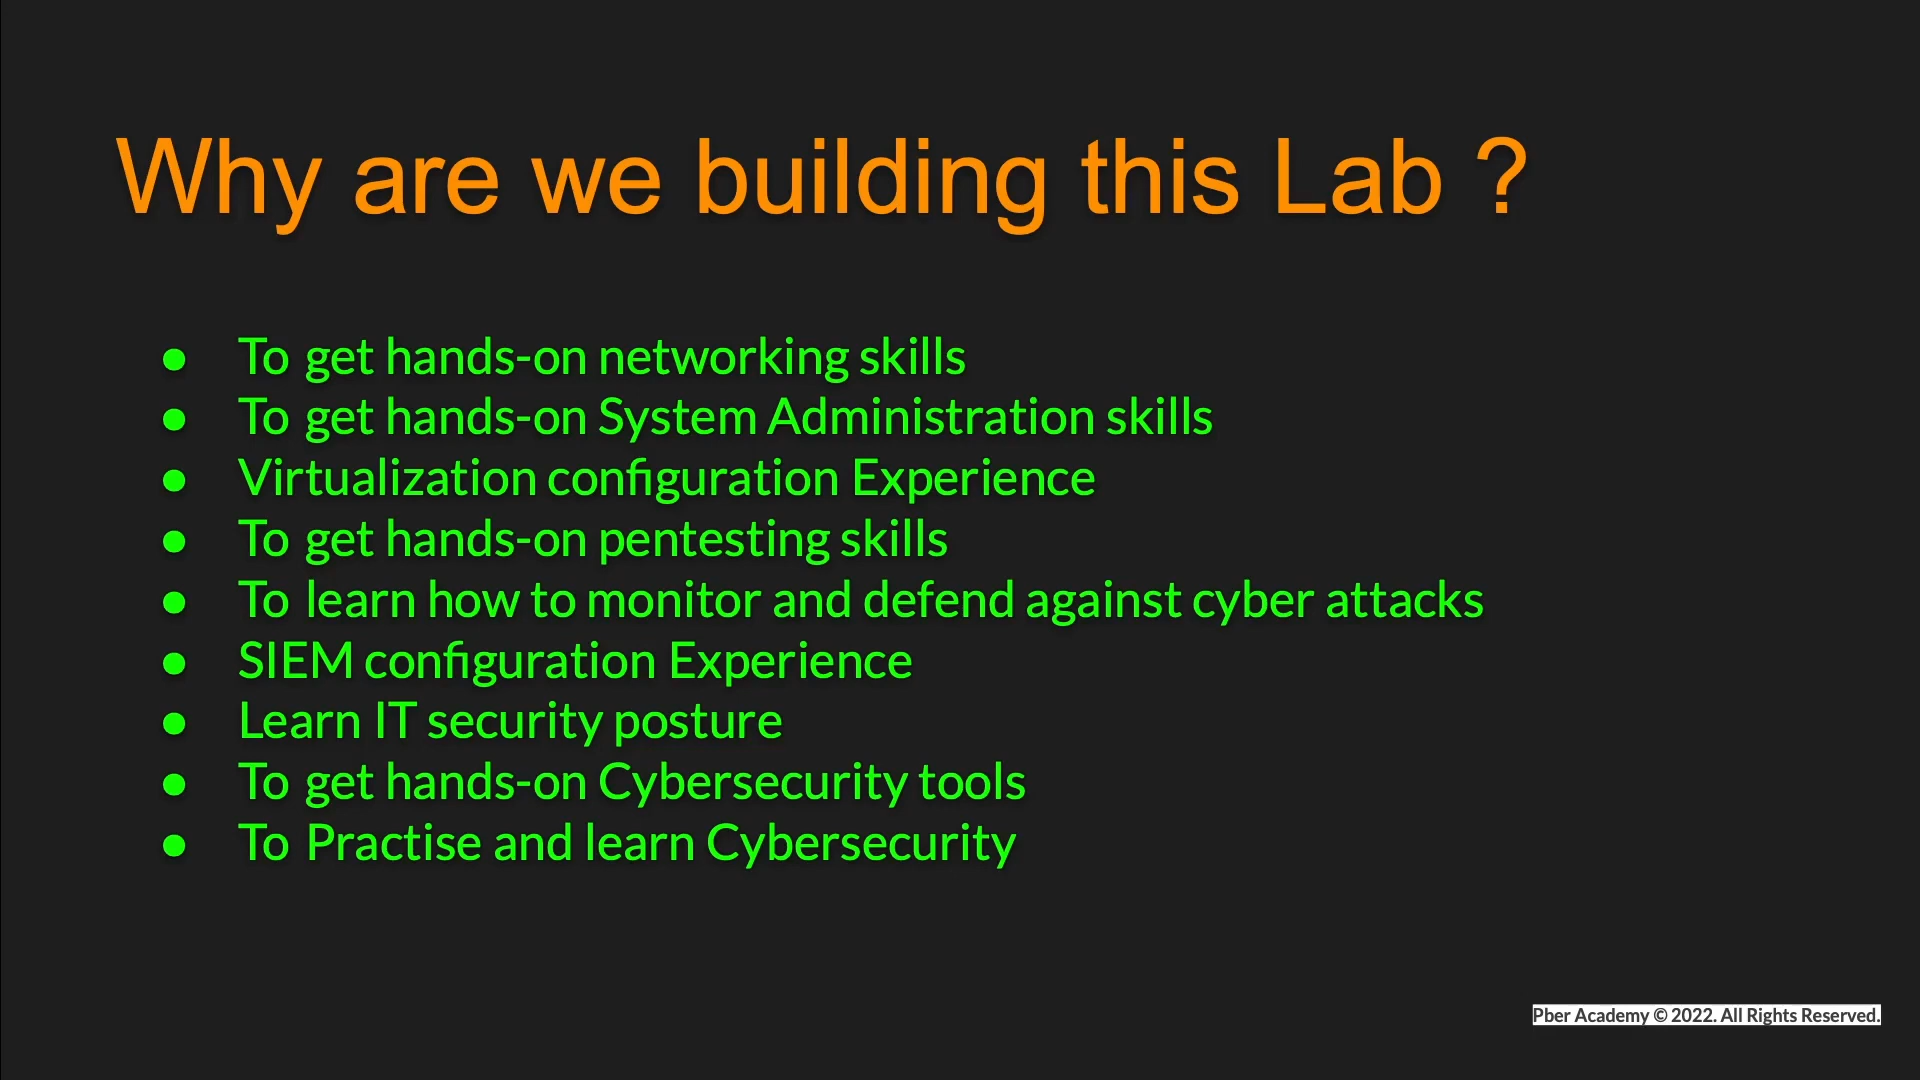 Why are we building this Lab ?
● To get hands-on networking skills
● To get hands-on System Administration skills
● Virtualization configuration Experience
● To get hands-on pentesting skills
● To learn how to monitor and defend against cyber attacks
● SIEM configuration Experience
● Learn IT security posture
● To get hands-on Cybersecurity tools
● To Practise and learn Cybersecurity
Pber Academy © 2022. All Rights Reserved.